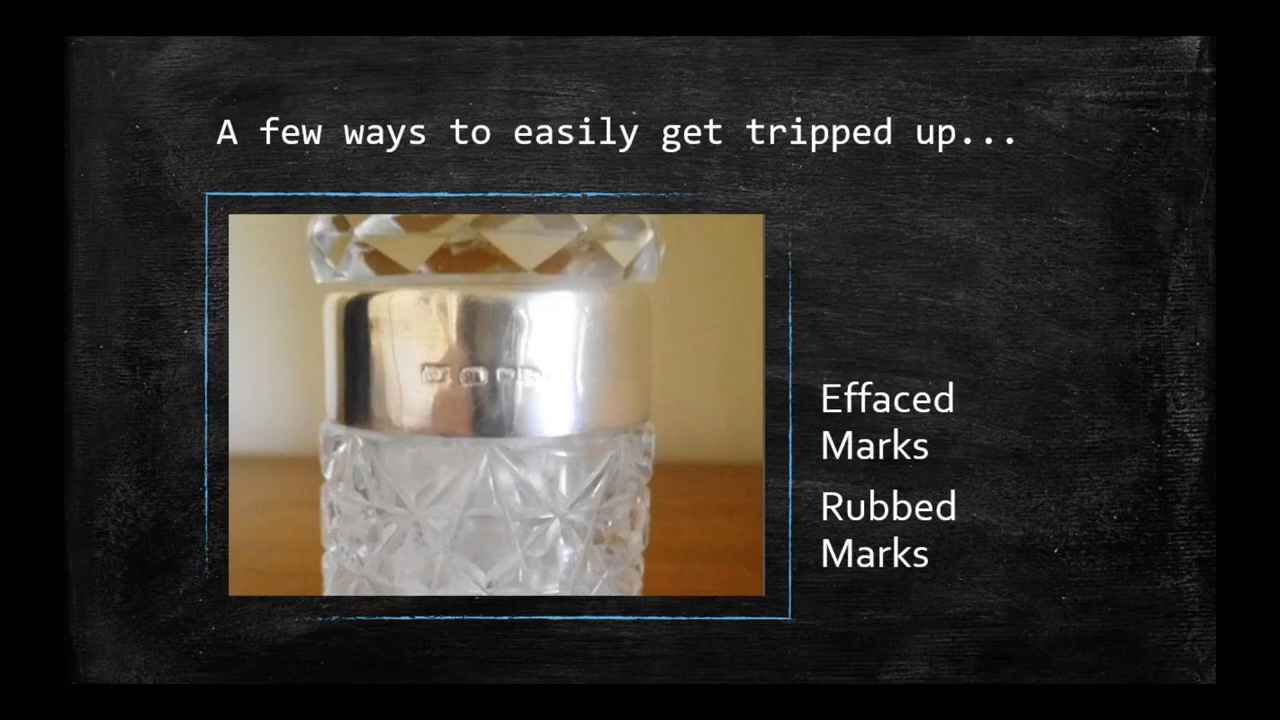 A few ways to easily get tripped up...
Effaced
Marks
Rubbed
Marks